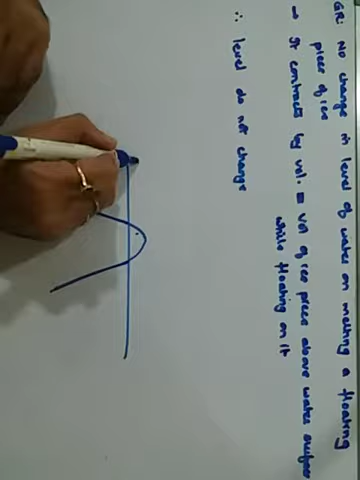 GR: No change in level of water on melting a floating
piece of ice
→ It contracts by vol. = vol of ice piece above water surface
while floating on it
∴ level do not change